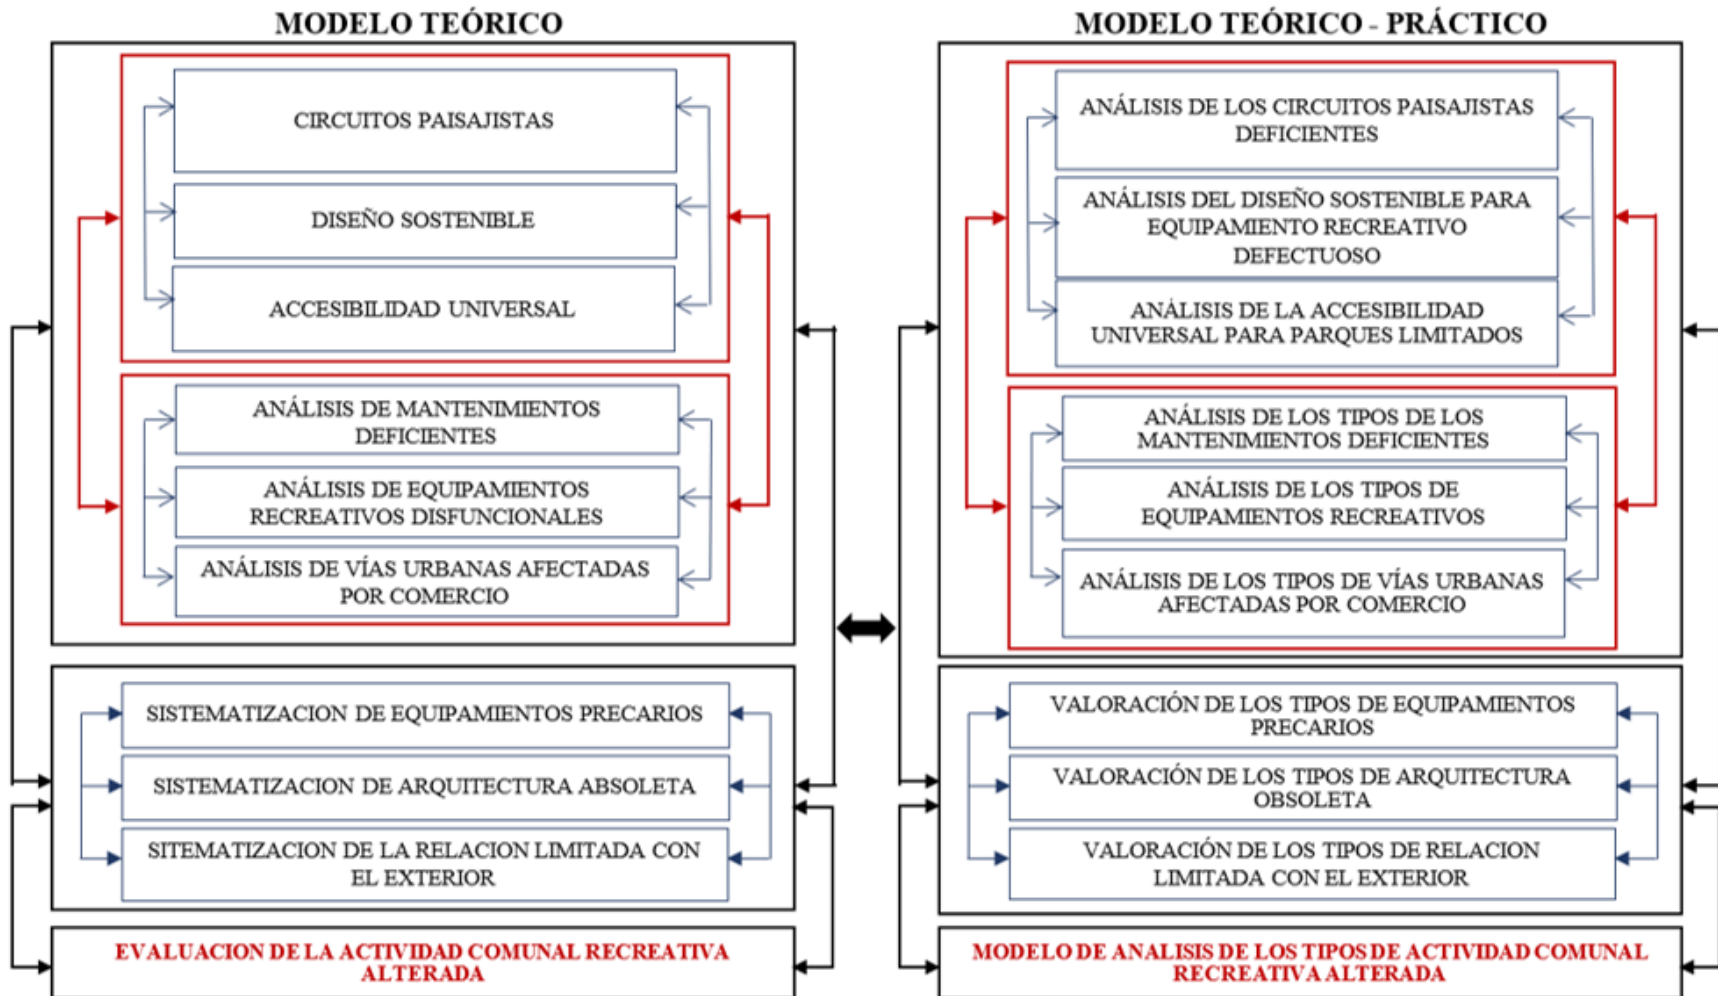 MODELO TEÓRICO
CIRCUITOS PAISAJISTAS
DISEÑO SOSTENIBLE
ACCESIBILIDAD UNIVERSAL
ANÁLISIS DE MANTENIMIENTOS
DEFICIENTES
ANÁLISIS DE EQUIPAMIENTOS
RECREATIVOS DISFUNCIONALES
ANÁLISIS DE VÍAS URBANAS AFECTADAS
POR COMERCIO
SISTEMATIZACION DE EQUIPAMIENTOS PRECARIOS
SISTEMATIZACION DE ARQUITECTURA ABSOLETA
SITEMATIZACION DE LA RELACION LIMITADA CON
EL EXTERIOR
EVALUACION DE LA ACTIVIDAD COMUNAL RECREATIVA
ALTERADA
MODELO TEÓRICO - PRÁCTICO
ANÁLISIS DE LOS CIRCUITOS PAISAJISTAS
DEFICIENTES
ANÁLISIS DEL DISEÑO SOSTENIBLE PARA
EQUIPAMIENTO RECREATIVO
DEFECTUOSO
ANÁLISIS DE LA ACCESIBILIDAD
UNIVERSAL PARA PARQUES LIMITADOS
ANÁLISIS DE LOS TIPOS DE LOS
MANTENIMIENTOS DEFICIENTES
ANÁLISIS DE LOS TIPOS DE
EQUIPAMIENTOS RECREATIVOS
ANÁLISIS DE LOS TIPOS DE VÍAS URBANAS
AFECTADAS POR COMERCIO
VALORACIÓN DE LOS TIPOS DE EQUIPAMIENTOS
PRECARIOS
VALORACIÓN DE LOS TIPOS DE ARQUITECTURA
OBSOLETA
VALORACIÓN DE LOS TIPOS DE RELACION
LIMITADA CON EL EXTERIOR
MODELO DE ANALISIS DE LOS TIPOS DE ACTIVIDAD COMUNAL
RECREATIVA ALTERADA